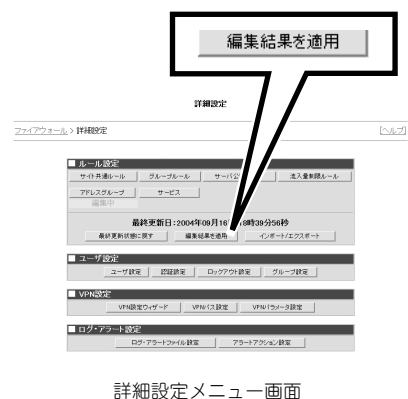 編集結果を適用
詳細設定
ファイアウォール > 詳細設定 [ヘルプ]
■ ルール設定
サイト共通ルール グループルール サーバ公 流入量制限ルール
アドレスグループ サービス
編集中
最終更新日:2004年09月16日 18時39分56秒
最終更新状態に戻す 編集結果を適用 インポート/エクスポート
■ ユーザ設定
ユーザ設定 認証設定 ロックアウト設定 グループ設定
■ VPN設定
VPN設定ウィザード VPNパス設定 VPNパラメータ設定
■ ログ・アラート設定
ログ・アラートファイル設定 アラートアクション設定
詳細設定メニュー画面